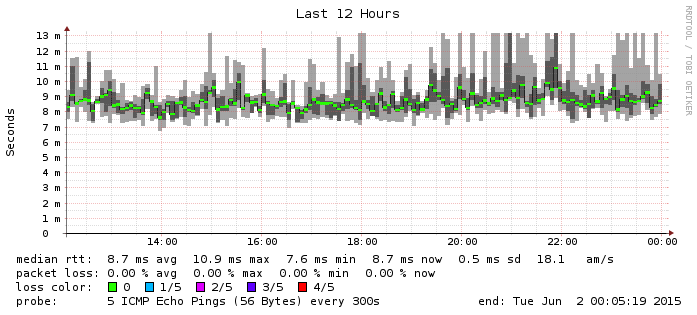 Last 12 Hours
RRDTOOL / TOBI OETIKER
Seconds
13 m
12 m
11 m
10 m
9 m
8 m
7 m
6 m
5 m
4 m
3 m
2 m
1 m
0
14:00 16:00 18:00 20:00 22:00 00:00
median rtt: 8.7 ms avg 10.9 ms max 7.6 ms min 8.7 ms now 0.5 ms sd 18.1 am/s
packet loss: 0.00 % avg 0.00 % max 0.00 % min 0.00 % now
loss color: 0 1/5 2/5 3/5 4/5
probe: 5 ICMP Echo Pings (56 Bytes) every 300s end: Tue Jun 2 00:05:19 2015